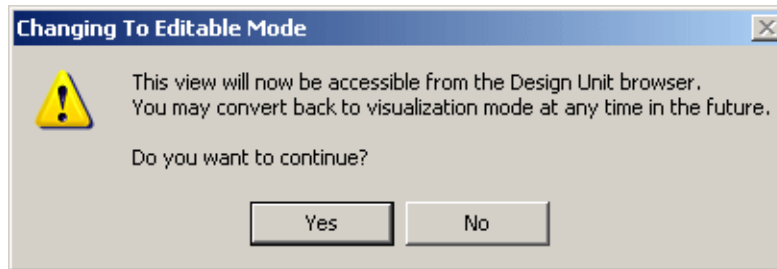 Changing To Editable Mode
This view will now be accessible from the Design Unit browser.
You may convert back to visualization mode at any time in the future.
Do you want to continue?
Yes
No